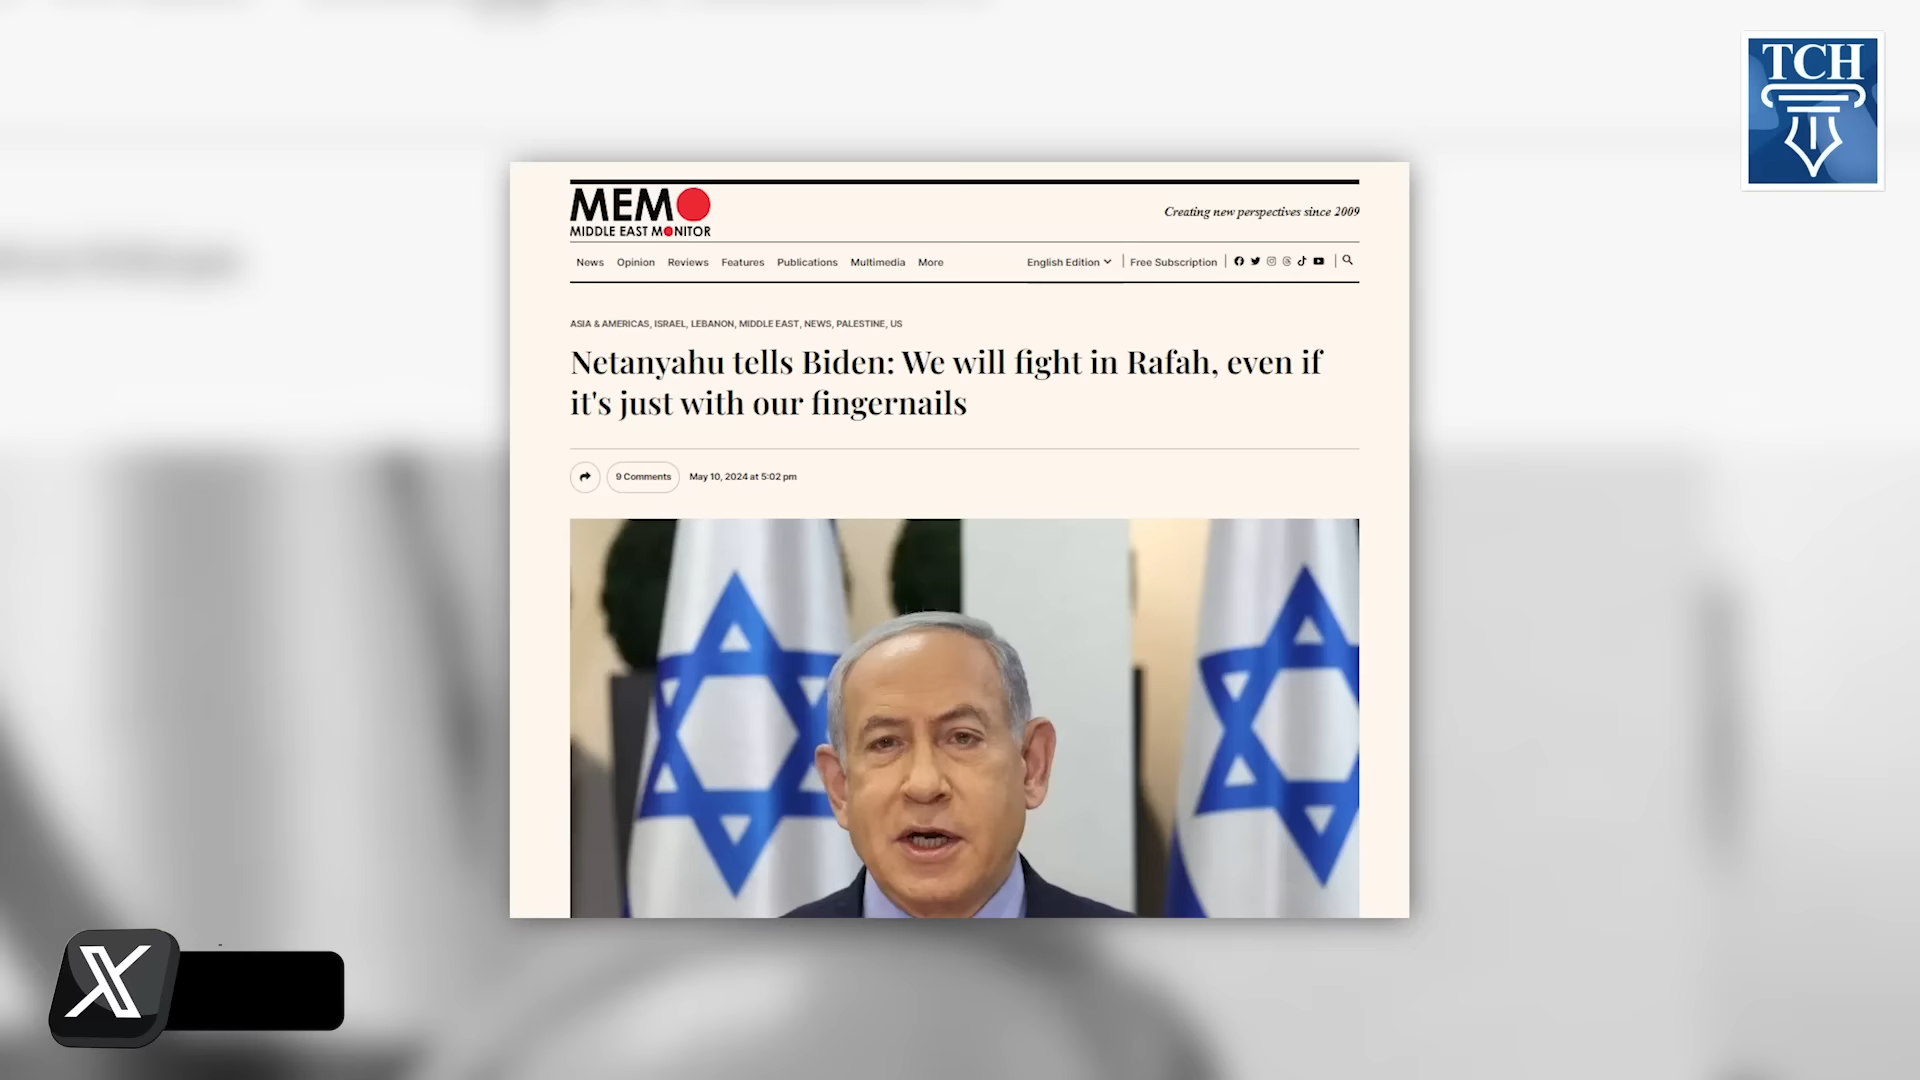 TCH
MEMO
MIDDLE EAST MONITOR
Creating new perspectives since 2009
News Opinion Reviews Features Publications Multimedia More English Edition Free Subscription
ASIA & AMERICAS, ISRAEL, LEBANON, MIDDLE EAST, NEWS, PALESTINE, US
Netanyahu tells Biden: We will fight in Rafah, even if
it's just with our fingernails
9 Comments May 10, 2024 at 5:02 pm
X